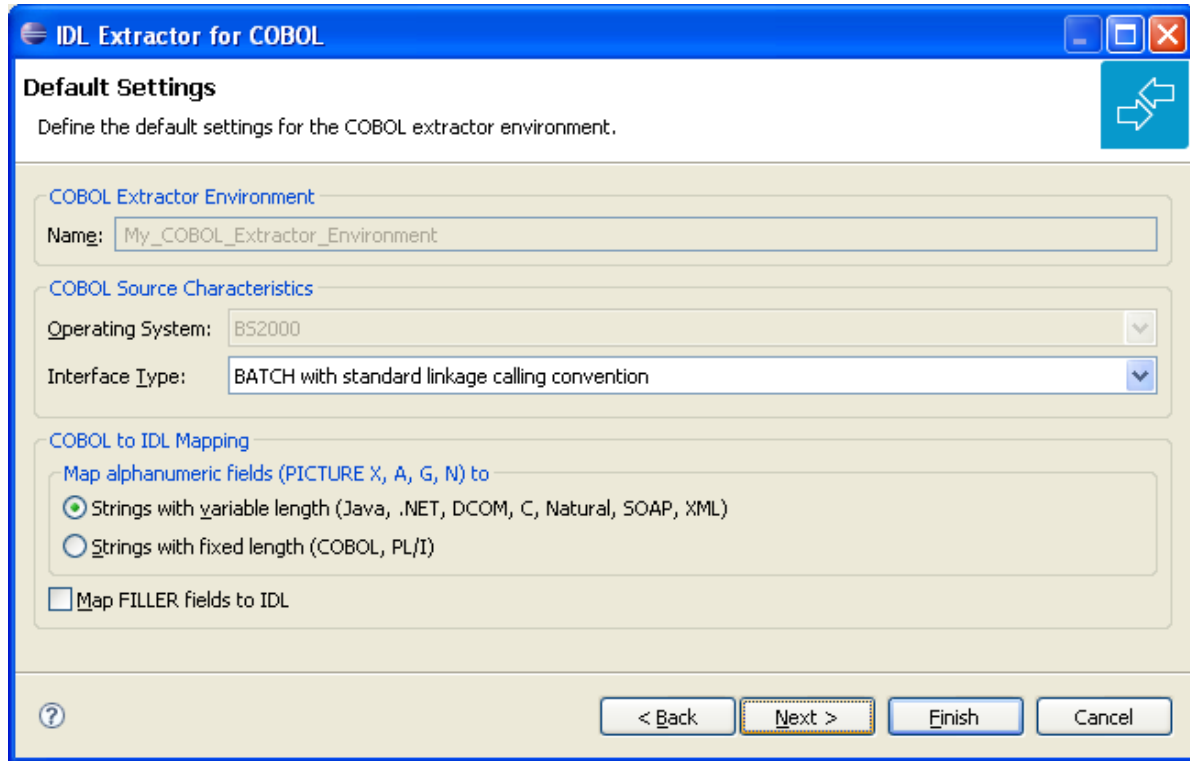 IDL Extractor for COBOL
Default Settings
Define the default settings for the COBOL extractor environment.
COBOL Extractor Environment
Name: My_COBOL_Extractor_Environment
COBOL Source Characteristics
Operating System: BS2000
Interface Type: BATCH with standard linkage calling convention
COBOL to IDL Mapping
Map alphanumeric fields (PICTURE X, A, G, N) to
Strings with variable length (Java, .NET, DCOM, C, Natural, SOAP, XML)
Strings with fixed length (COBOL, PL/I)
Map FILLER fields to IDL
? < Back Next > Finish Cancel